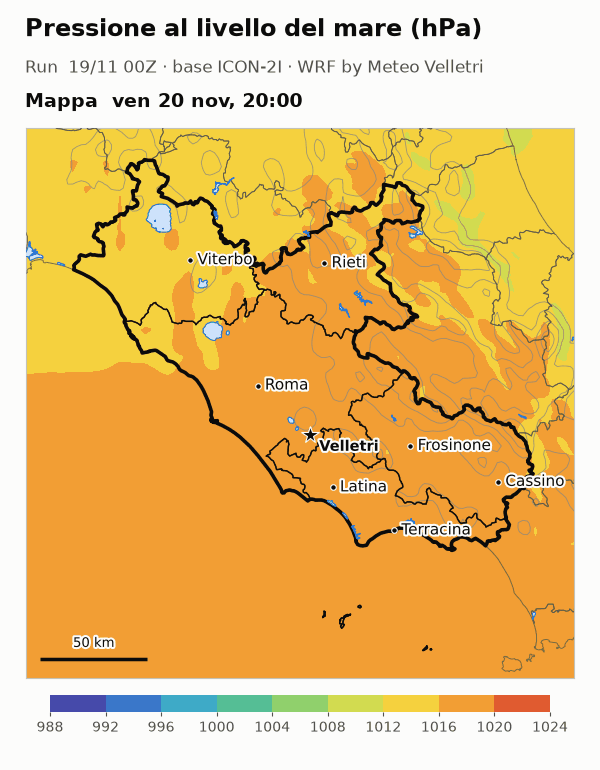 Pressione al livello del mare (hPa)
Run  19/11 00Z · base ICON-2I · WRF by Meteo Velletri
Mappa  ven 20 nov, 20:00
Viterbo
Rieti
Roma
Velletri
Frosinone
Latina
Cassino
Terracina
50 km
988 992 996 1000 1004 1008 1012 1016 1020 1024